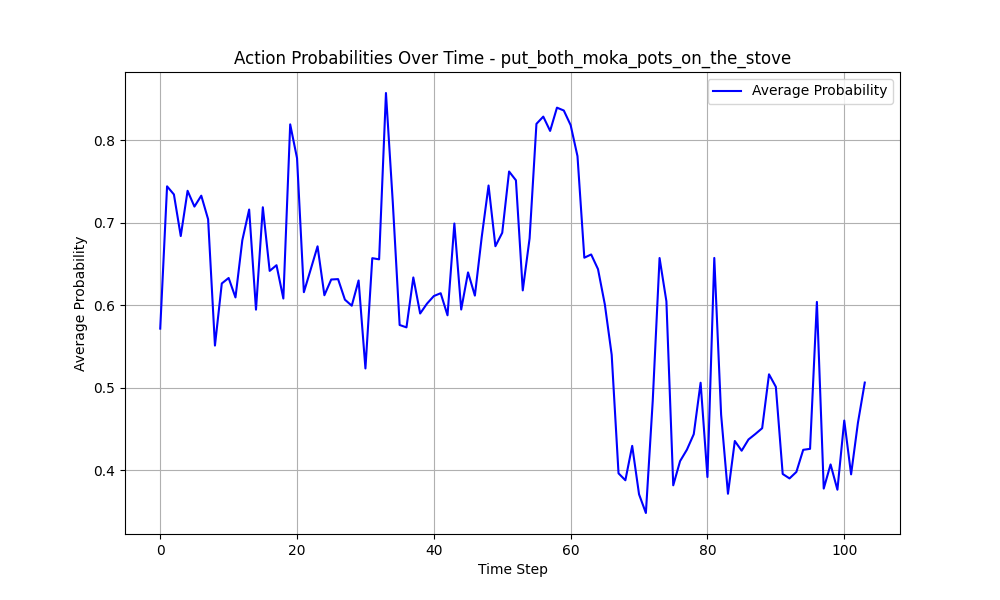 Action Probabilities Over Time - put_both_moka_pots_on_the_stove
Average Probability
0.8
0.7
0.6
0.5
0.4
Average Probability
0 20 40 60 80 100
Time Step